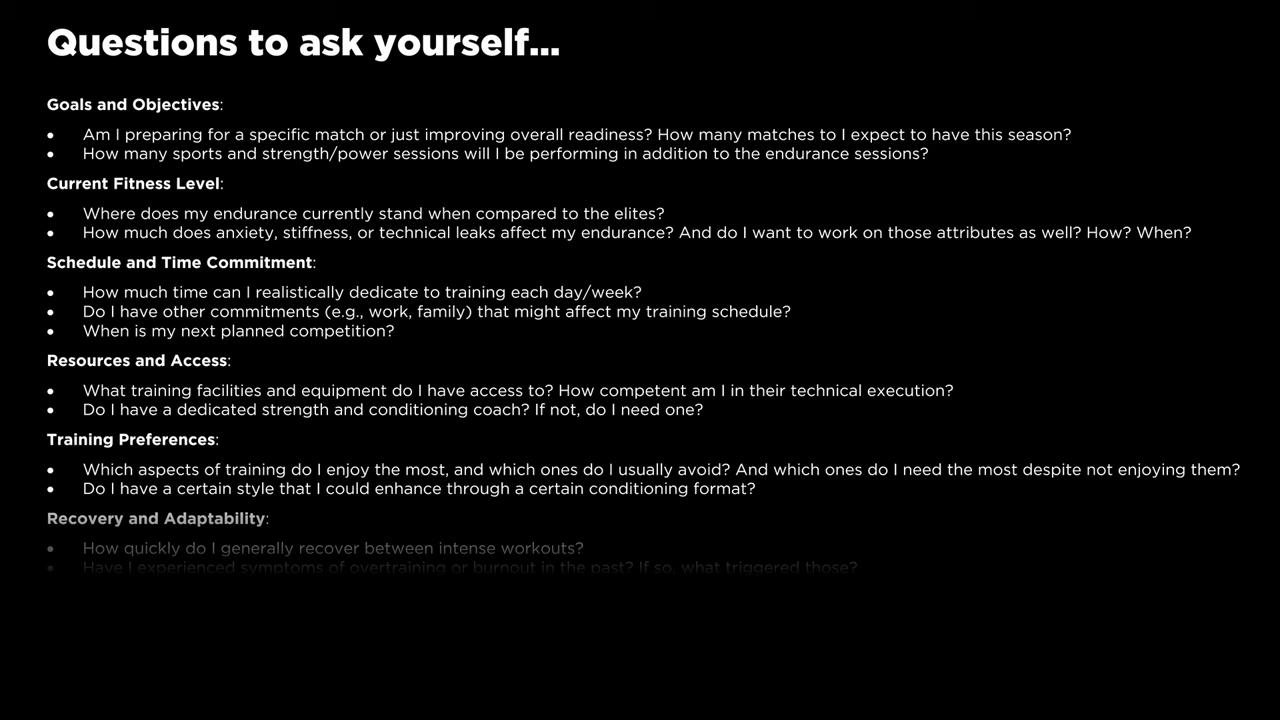 Questions to ask yourself...
Goals and Objectives:
• Am I preparing for a specific match or just improving overall readiness? How many matches to I expect to have this season?
• How many sports and strength/power sessions will I be performing in addition to the endurance sessions?
Current Fitness Level:
• Where does my endurance currently stand when compared to the elites?
• How much does anxiety, stiffness, or technical leaks affect my endurance? And do I want to work on those attributes as well? How? When?
Schedule and Time Commitment:
• How much time can I realistically dedicate to training each day/week?
• Do I have other commitments (e.g., work, family) that might affect my training schedule?
• When is my next planned competition?
Resources and Access:
• What training facilities and equipment do I have access to? How competent am I in their technical execution?
• Do I have a dedicated strength and conditioning coach? If not, do I need one?
Training Preferences:
• Which aspects of training do I enjoy the most, and which ones do I usually avoid? And which ones do I need the most despite not enjoying them?
• Do I have a certain style that I could enhance through a certain conditioning format?
Recovery and Adaptability:
• How quickly do I generally recover between intense workouts?
• Have I experienced symptoms of overtraining or burnout in the past? If so, what triggered those?